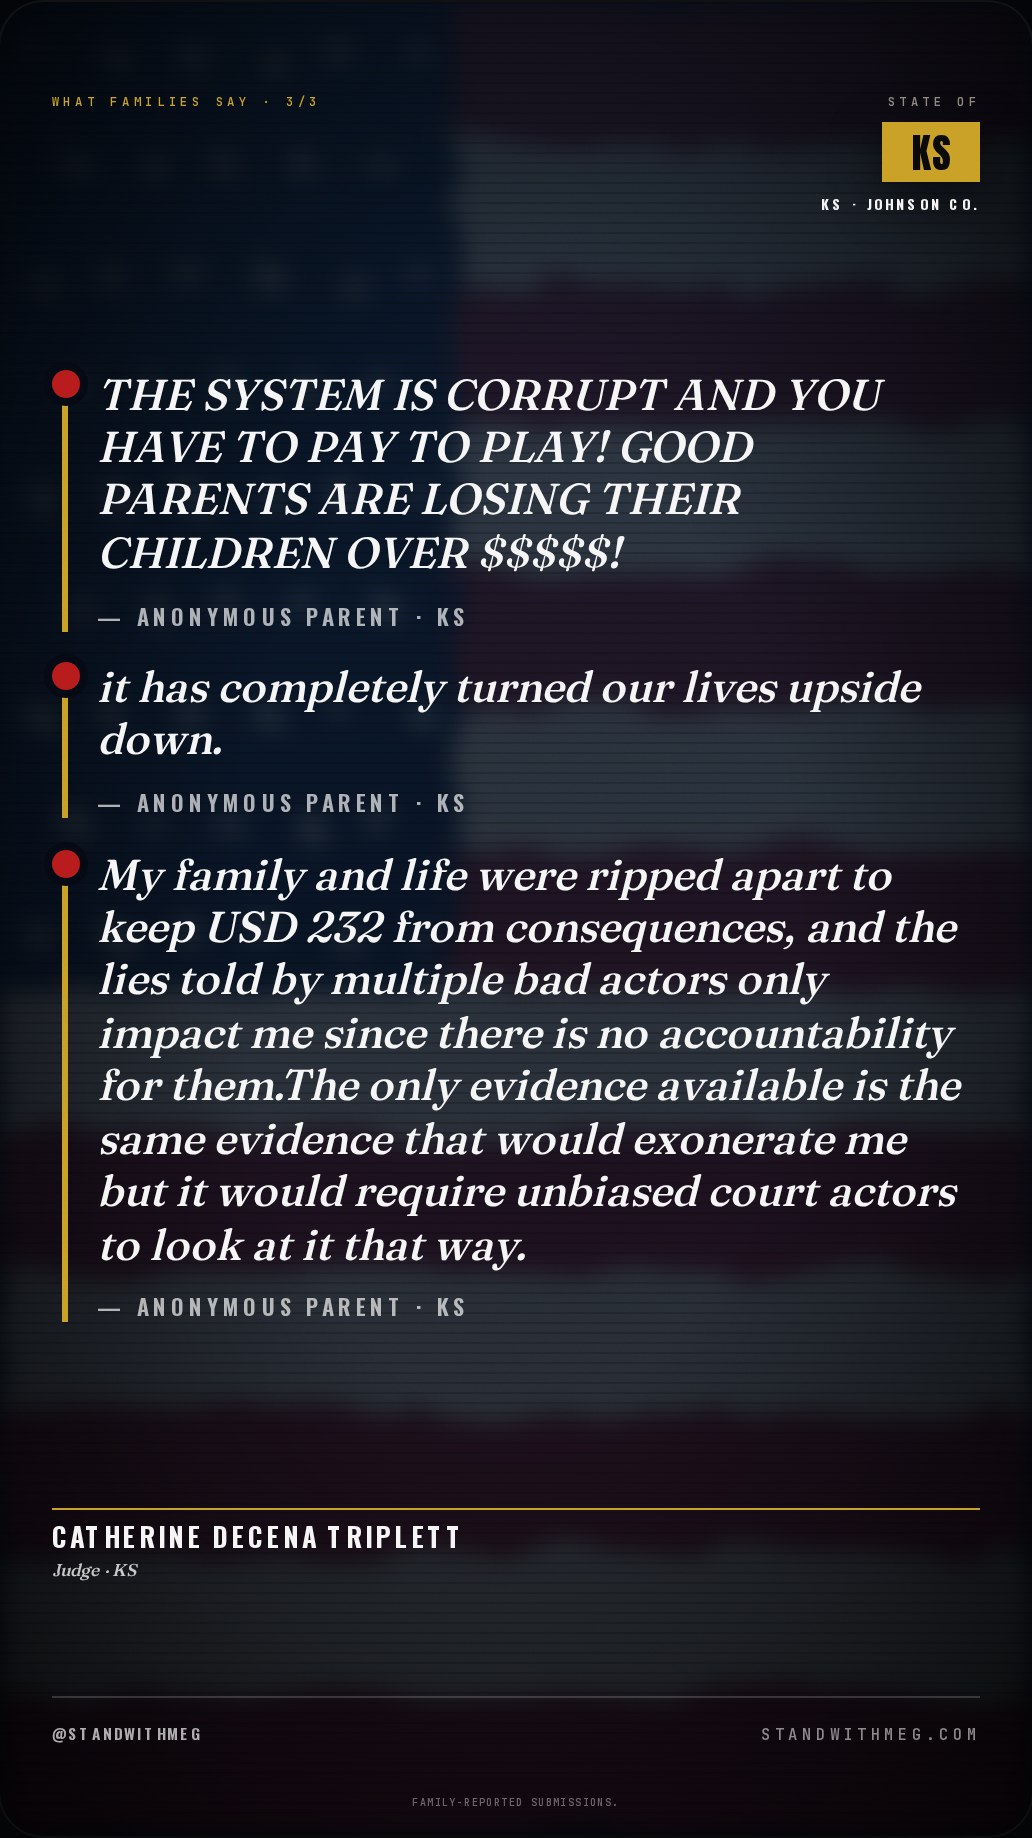 WHAT FAMILIES SAY · 3/3
STATE OF
KS
KS · JOHNSON CO.
THE SYSTEM IS CORRUPT AND YOU
HAVE TO PAY TO PLAY! GOOD
PARENTS ARE LOSING THEIR
CHILDREN OVER $$$$$!
— ANONYMOUS PARENT · KS
it has completely turned our lives upside
down.
— ANONYMOUS PARENT · KS
My family and life were ripped apart to
keep USD 232 from consequences, and the
lies told by multiple bad actors only
impact me since there is no accountability
for them.The only evidence available is the
same evidence that would exonerate me
but it would require unbiased court actors
to look at it that way.
— ANONYMOUS PARENT · KS
CATHERINE DECENA TRIPLETT
Judge · KS
@STANDWITHMEG
STANDWITHMEG.COM
FAMILY-REPORTED SUBMISSIONS.